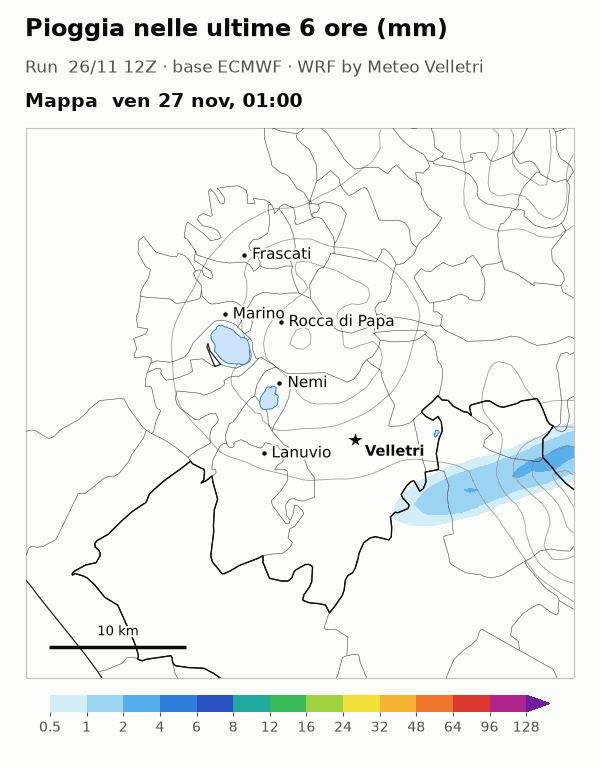 Pioggia nelle ultime 6 ore (mm)
Run  26/11 12Z · base ECMWF · WRF by Meteo Velletri
Mappa  ven 27 nov, 01:00
Frascati
Marino
Rocca di Papa
Nemi
Velletri
Lanuvio
10 km
0.5 1 2 4 6 8 12 16 24 32 48 64 96 128